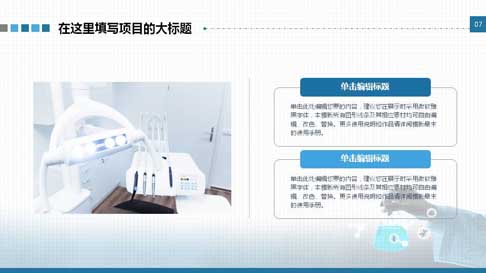 在这里填写项目的大标题
07
单击编辑标题
单击此处编辑您要的内容，建议您在展示时采用微软雅
黑字体，本模板所有图形线条及其相应素材均可自由编
辑、改色、替换。更多使用说明和作品请详阅模板最末
的使用手册。
单击编辑标题
单击此处编辑您要的内容，建议您在展示时采用微软雅
黑字体，本模板所有图形线条及其相应素材均可自由编
辑、改色、替换。更多使用说明和作品请详阅模板最末
的使用手册。